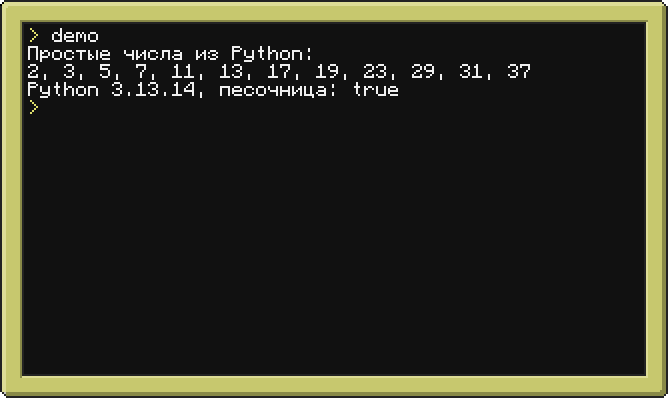 > demo
Простые числа из Python:
2, 3, 5, 7, 11, 13, 17, 19, 23, 29, 31, 37
Python 3.13.14, песочница: true
>